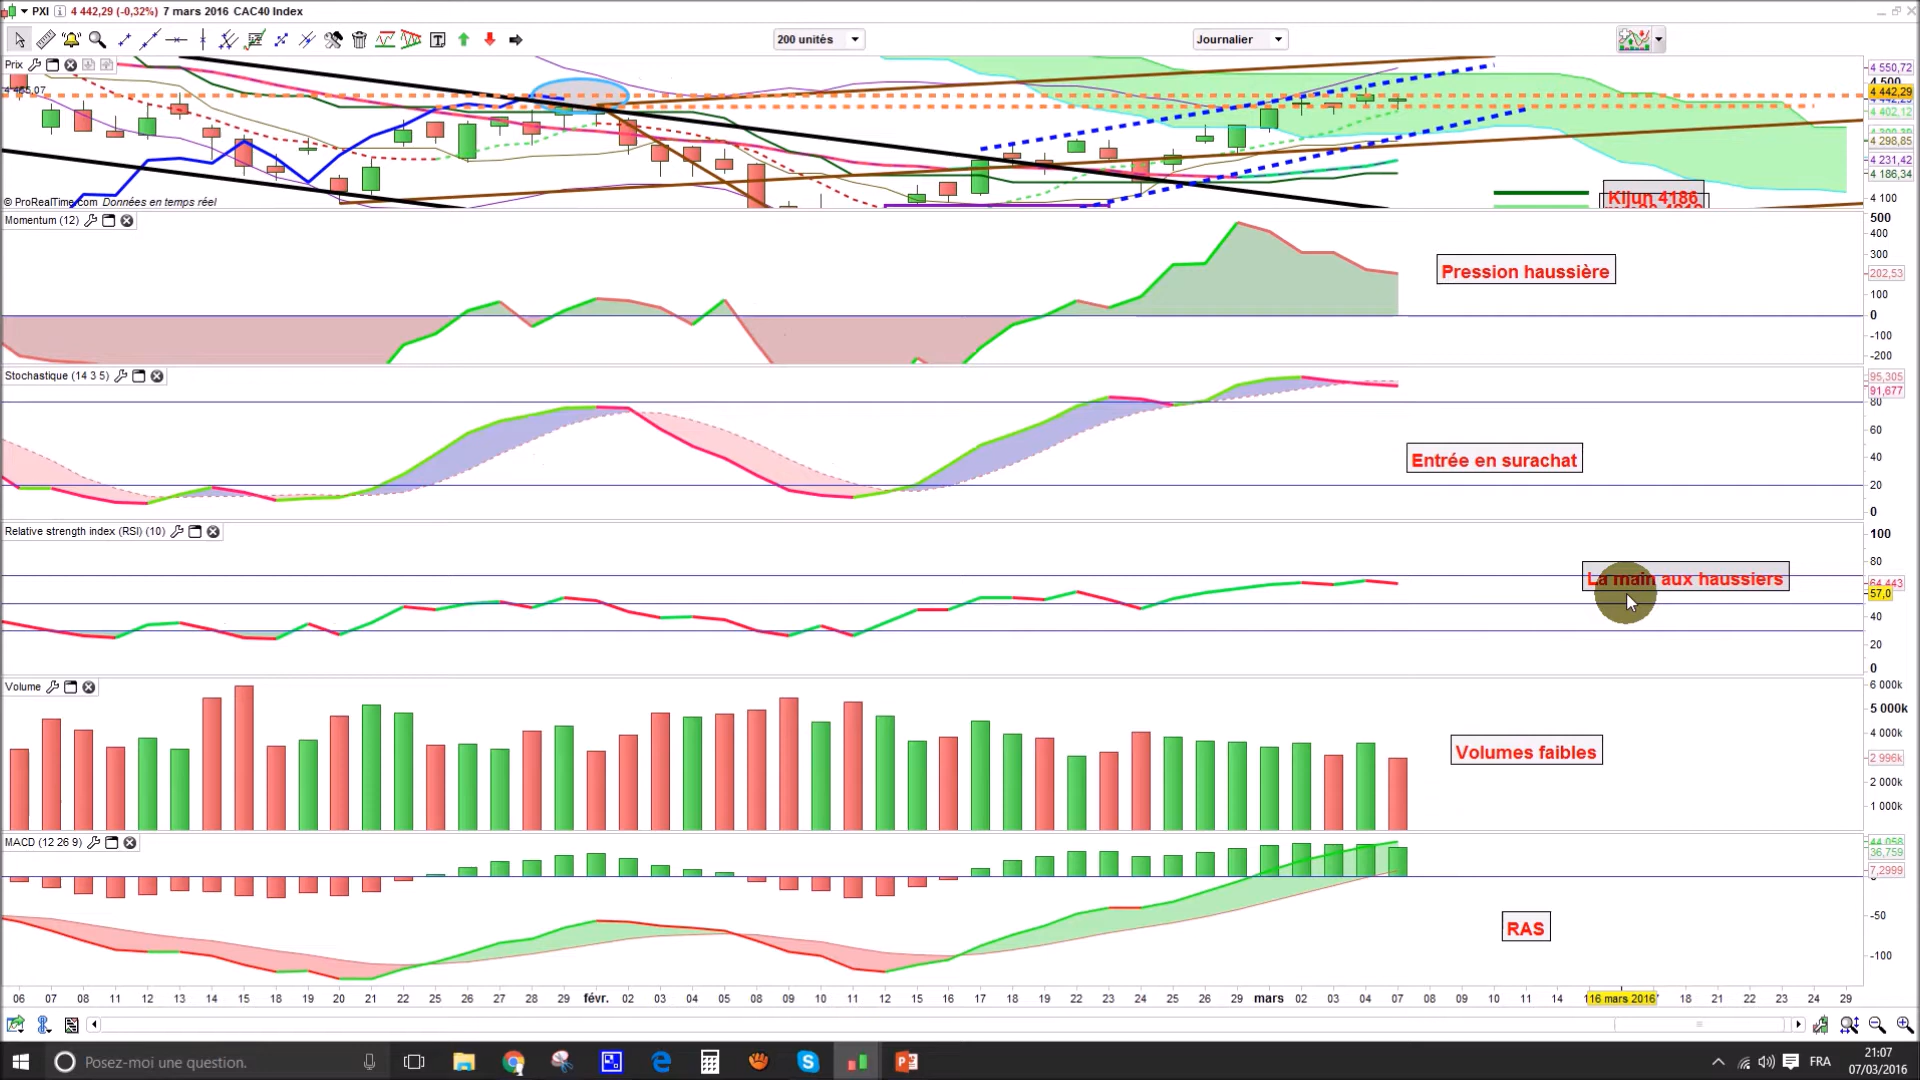 PXI 4 442,29 (-0,32%) 7 mars 2016 CAC40 Index
200 unités
Journalier
Prix
© ProRealTime.com Données en temps réel
4 550,72
4 500
4 442,29
4 402,12
4 298,85
4 231,42
4 186,34
4 100
Kijun 4186
Momentum (12)
500
400
300
202,53
100
0
-100
-200
Pression haussière
Stochastique (14 3 5)
95,305
91,677
80
60
40
20
0
Entrée en surachat
Relative strength index (RSI) (10)
100
80
64,443
57,0
40
20
0
La main aux haussiers
Volume
6 000k
5 000k
4 000k
2 996k
2 000k
1 000k
Volumes faibles
MACD (12 26 9)
44,058
36,759
7,2999
-50
-100
RAS
06 07 08 11 12 13 14 15 18 19 20 21 22 25 26 27 28 29 févr. 02 03 04 05 08 09 10 11 12 15 16 17 18 19 22 23 24 25 26 29 mars 02 03 04 07 08 09 10 11 14 16 mars 2016 18 21 22 23 24 29
Posez-moi une question.
FRA
21:07
07/03/2016